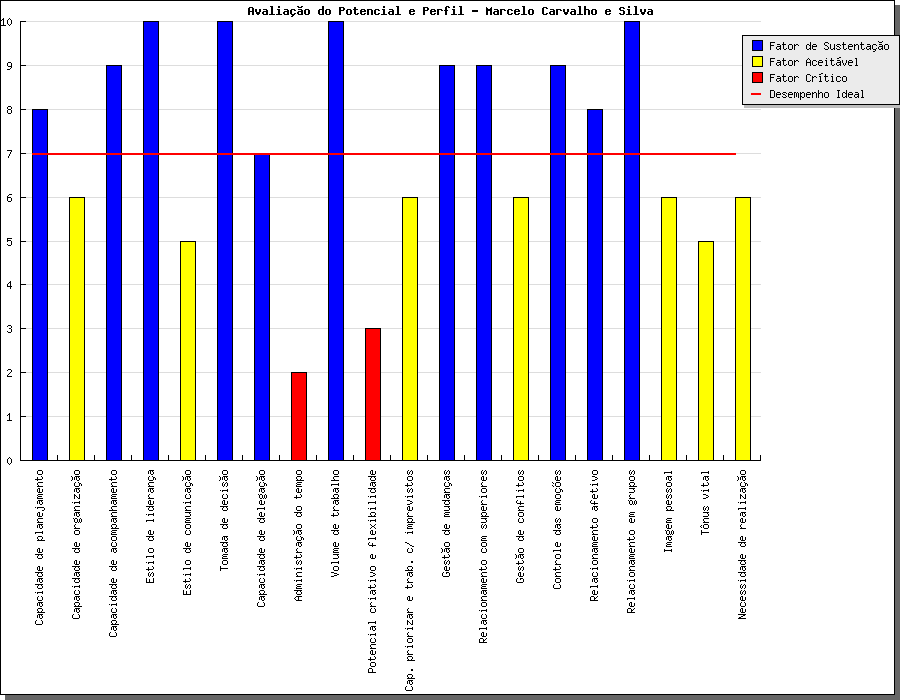 Avaliação do Potencial e Perfil - Marcelo Carvalho e Silva
Fator de Sustentação
Fator Aceitável
Fator Crítico
Desempenho Ideal
10
9
8
7
6
5
4
3
2
1
0
Capacidade de planejamento
Capacidade de organização
Capacidade de acompanhamento
Estilo de liderança
Estilo de comunicação
Tomada de decisão
Capacidade de delegação
Administração do tempo
Volume de trabalho
Potencial criativo e flexibilidade
Cap. priorizar e trab. c/ imprevistos
Gestão de mudanças
Relacionamento com superiores
Gestão de conflitos
Controle das emoções
Relacionamento afetivo
Relacionamento em grupos
Imagem pessoal
Tônus vital
Necessidade de realização